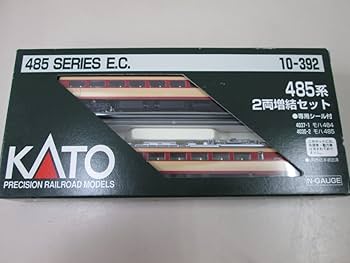 485 SERIES E.C.
10-392
485系
2両増結セット
●専用シール付
4037-1 モハ484
4035-2 モハ485
KATO
PRECISION RAILROAD MODELS
N-GAUGE